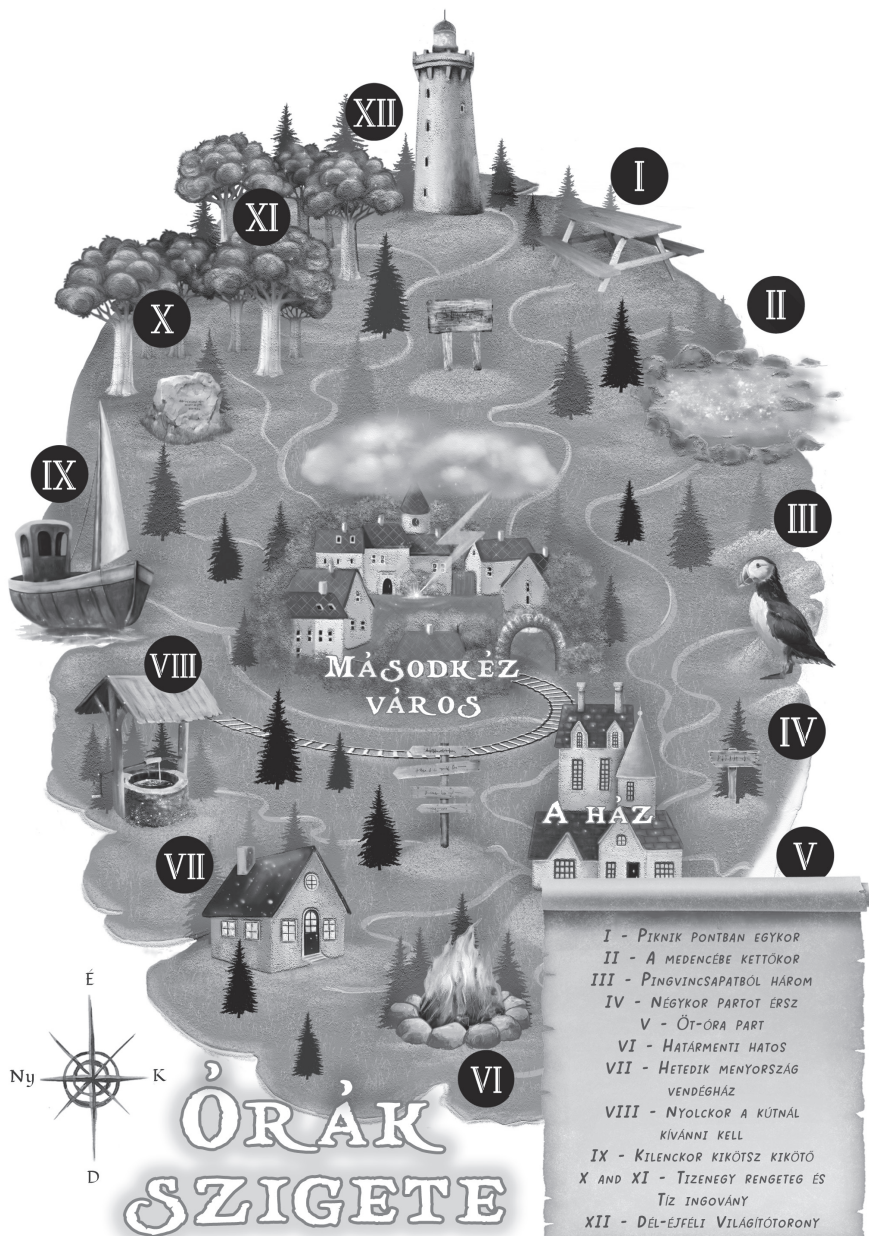 XII
I
XI
II
X
IX
III
VIII
MÁSODKÉZ
VÁROS
IV
A HÁZ
VII
V
I - PIKNIK PONTBAN EGYKOR
II - A MEDENCÉBE KETTŐKOR
III - PINGVINCSAPATBÓL HÁROM
IV - NÉGYKOR PARTOT ÉRSZ
V - ÖT-ÓRA PART
VI - HATÁRMENTI HATOS
VII - HETEDIK MENYORSZÁG
VENDÉGHÁZ
VIII - NYOLCKOR A KÚTNÁL
KÍVÁNNI KELL
IX - KILENCKOR KIKÖTSZ KIKÖTŐ
X AND XI - TIZENEGY RENGETEG ÉS
TÍZ INGOVÁNY
XII - DÉL-ÉJFÉLI VILÁGÍTÓTORONY
É
Ny
K
D
VI
ÓRÁK
SZIGETE